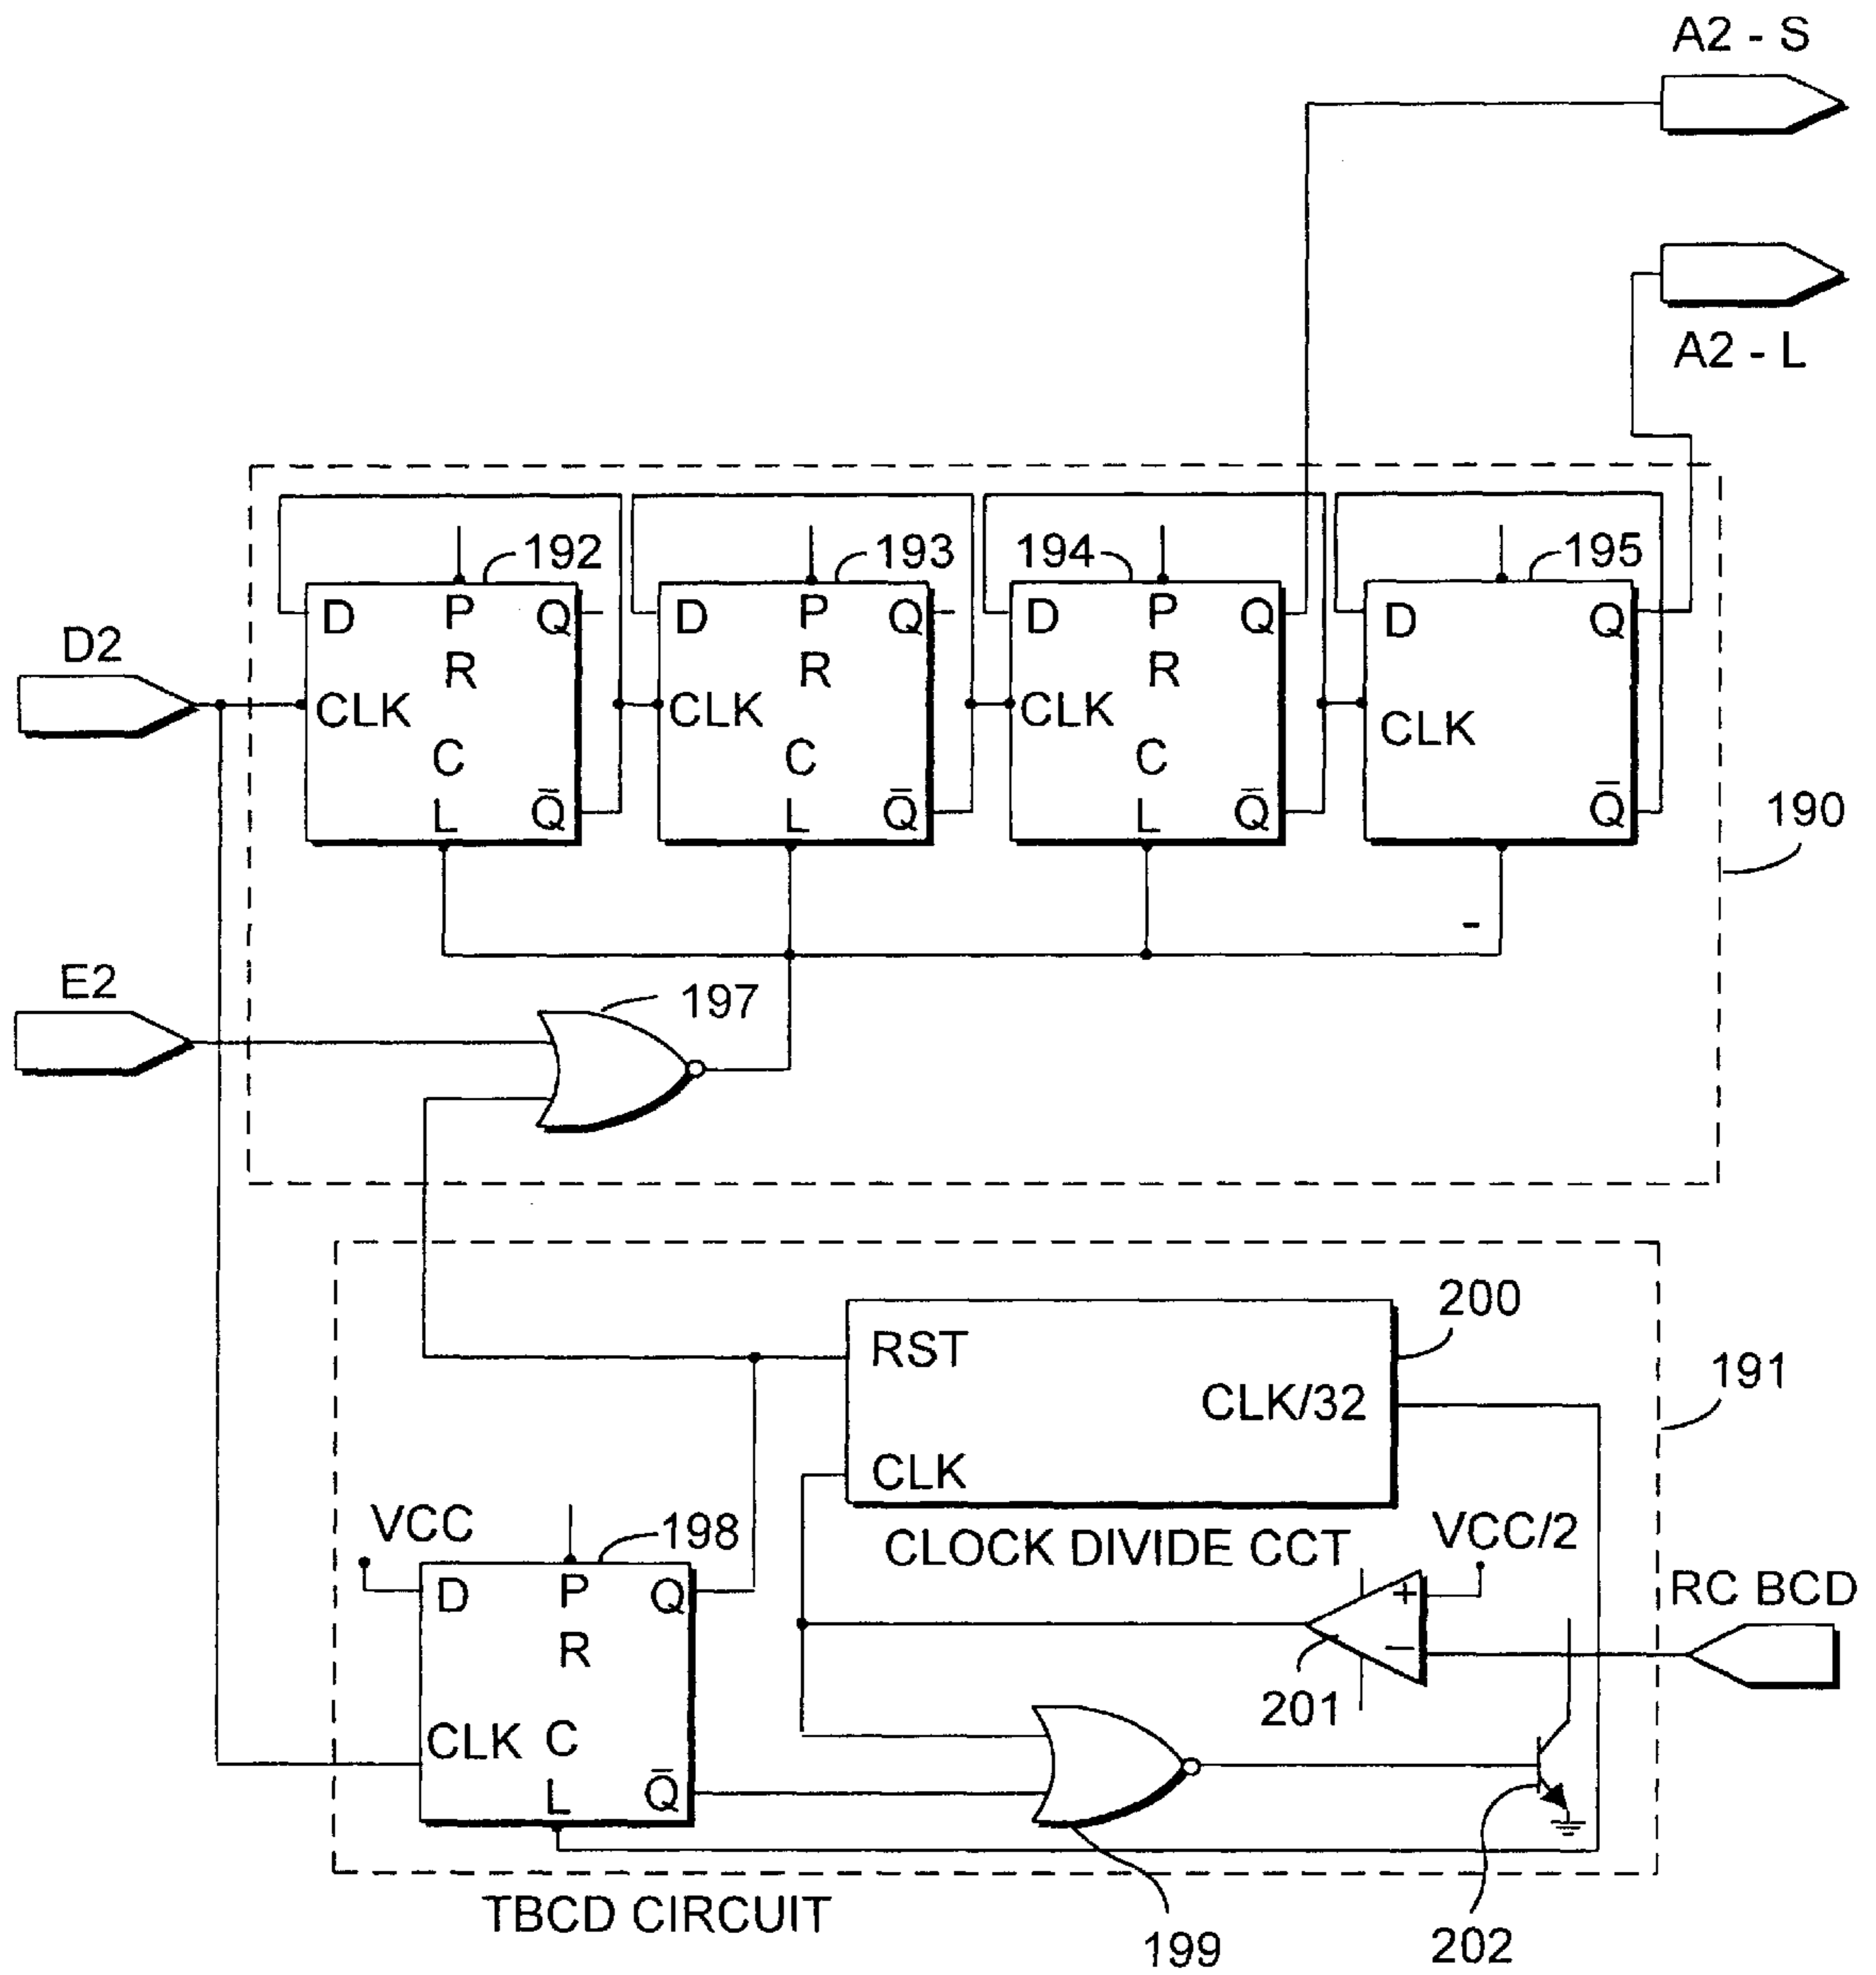 A2 - S
A2 - L
192
193
194
195
D P Q
R
CLK
C
L Q̅
D P Q
R
CLK
C
L Q̅
D P Q
R
CLK
C
L Q̅
D Q
CLK
Q̅
D2
190
E2
197
200
RST
CLK/32
CLK
191
VCC
198
CLOCK DIVIDE CCT
VCC/2
RC BCD
D P Q
R
CLK C
L Q̅
+
−
201
TBCD CIRCUIT
199
202